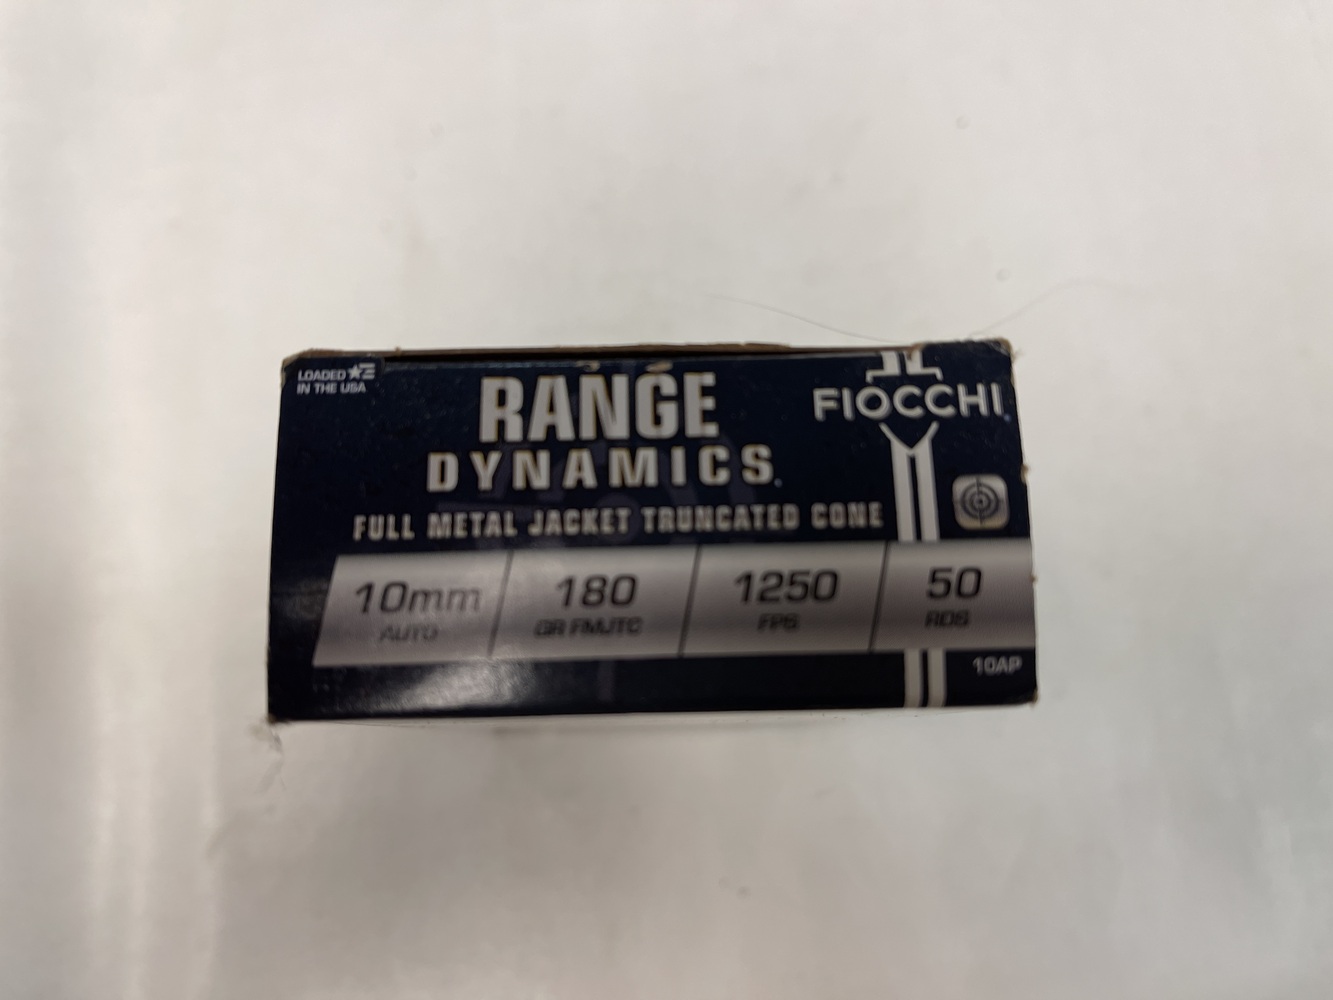 LOADED
IN THE USA
RANGE
DYNAMICS
FIOCCHI
FULL METAL JACKET TRUNCATED CONE
10mm
AUTO
180
GR FMJTC
1250
FPS
50
RDS
10AP